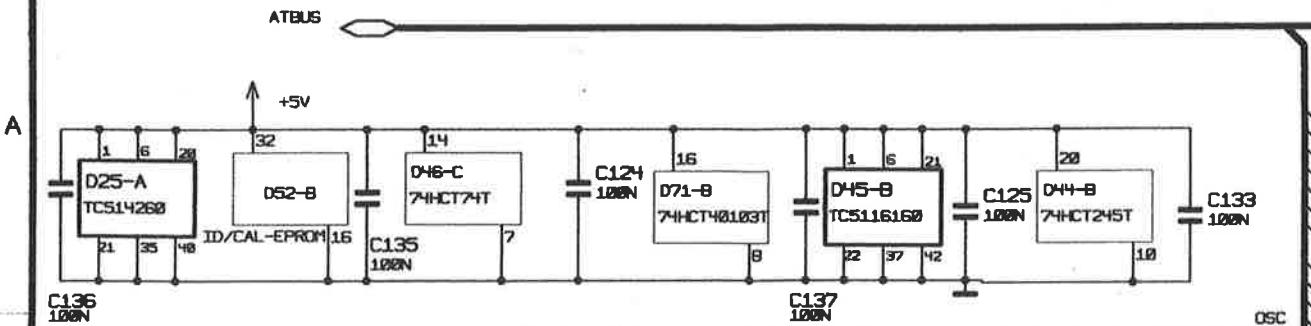 ATBUS
A
+5V
1 6 20
D25-A
TC514260
21 35 40
C136
100N
32
D52-B
ID/CAL-EPROM 16
C135
100N
14
D46-C
74HCT74T
7
C124
100N
16
D71-B
74HCT40103T
8
C137
100N
1 6 21
D45-B
TC5116160
22 37 42
C125
100N
20
D44-B
74HCT245T
10
C133
100N
OSC